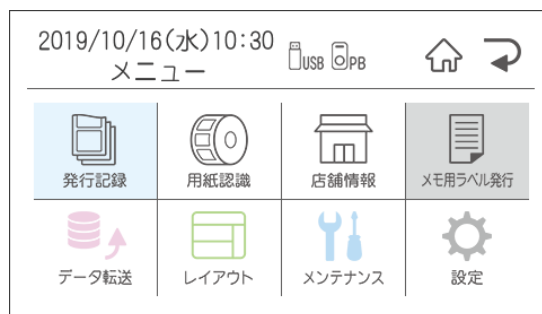 2019/10/16(水)10:30
USB PB
メニュー
発行記録
用紙認識
店舗情報
メモ用ラベル発行
データ転送
レイアウト
メンテナンス
設定